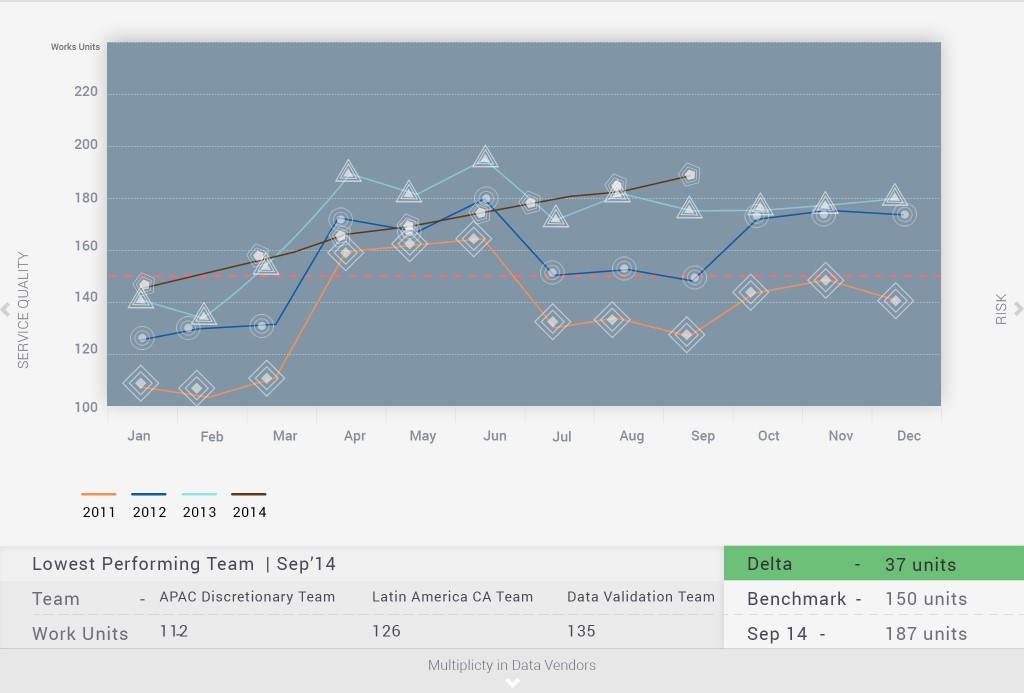 Works Units
220
200
180
160
140
120
100
SERVICE QUALITY
RISK
Jan Feb Mar Apr May Jun Jul Aug Sep Oct Nov Dec
2011 2012 2013 2014
Lowest Performing Team | Sep'14
Delta - 37 units
Team - APAC Discretionary Team Latin America CA Team Data Validation Team
Benchmark - 150 units
Work Units 112 126 135
Sep 14 - 187 units
Multiplicty in Data Vendors